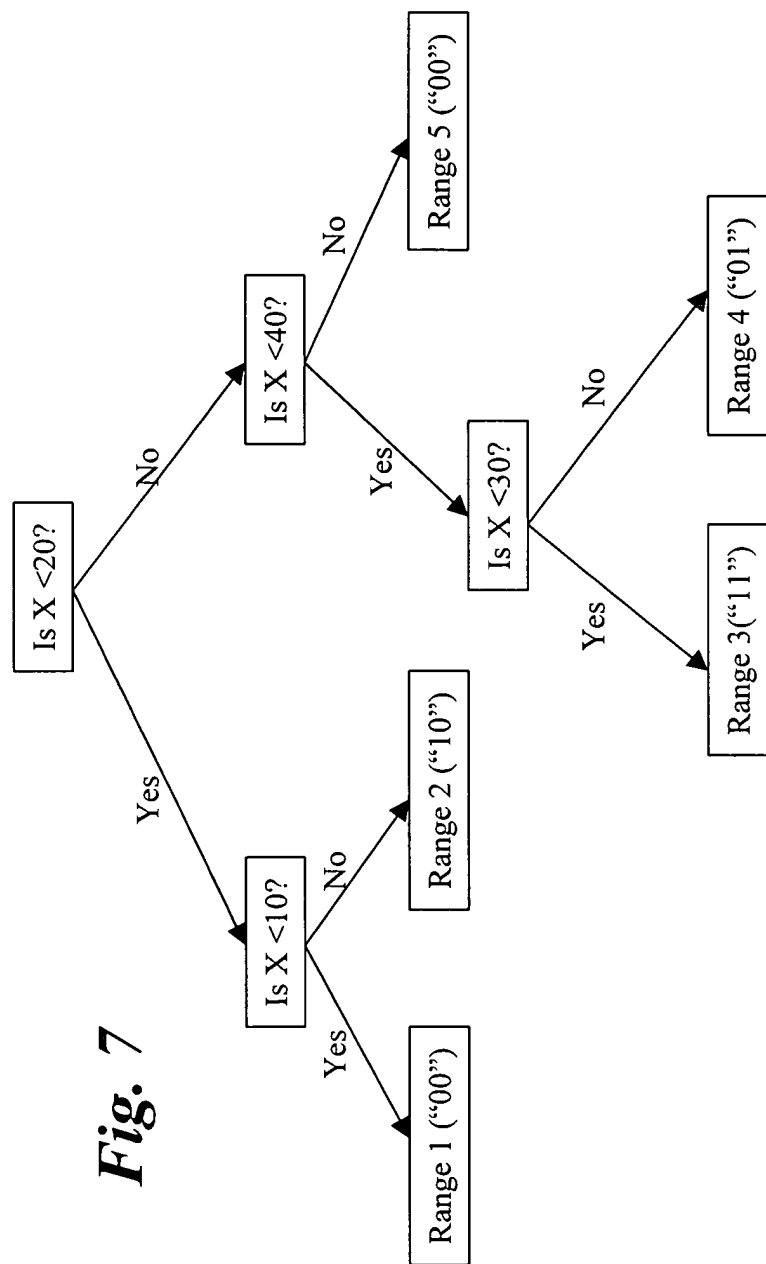 Fig. 7
Is X <20?
Yes
No
Is X <10?
Is X <40?
Yes
No
Yes
No
Range 1 (“00”)
Range 2 (“10”)
Is X <30?
Range 5 (“00”)
Yes
No
Range 3(“11”)
Range 4 (“01”)